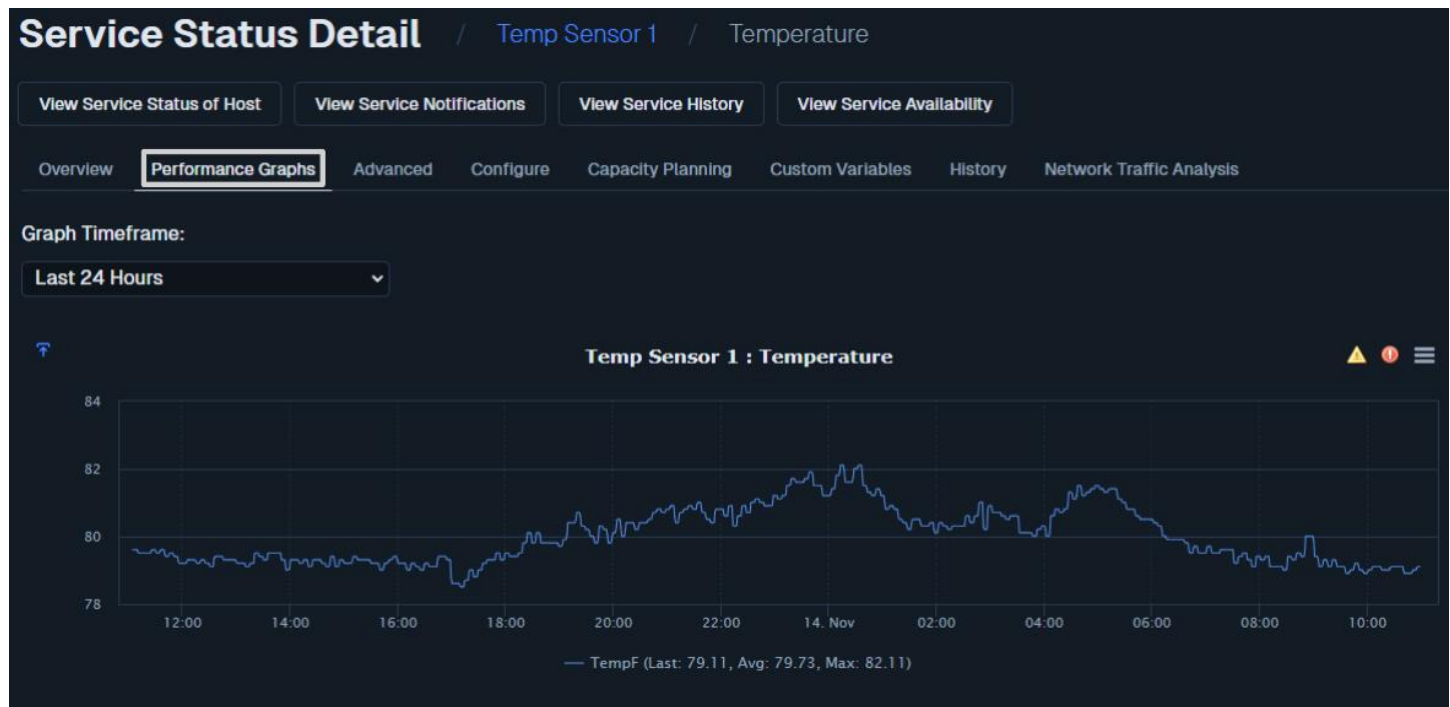 Service Status Detail / Temp Sensor 1 / Temperature
View Service Status of Host View Service Notifications View Service History View Service Availability
Overview Performance Graphs Advanced Configure Capacity Planning Custom Variables History Network Traffic Analysis
Graph Timeframe:
Last 24 Hours
Temp Sensor 1 : Temperature
84
82
80
78
12:00 14:00 16:00 18:00 20:00 22:00 14. Nov 02:00 04:00 06:00 08:00 10:00
TempF (Last: 79.11, Avg: 79.73, Max: 82.11)